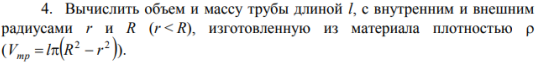 4. Вычислить объем и массу трубы длиной l, с внутренним и внешним
радиусами r и R (r < R), изготовленную из материала плотностью ρ
(Vтр = lπ(R² − r²)).